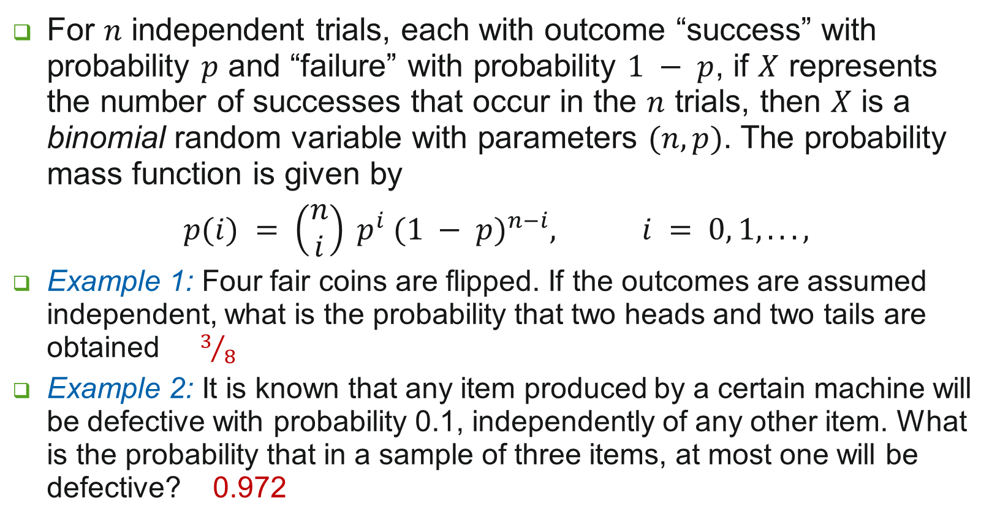 ❑ For n independent trials, each with outcome “success” with
probability p and “failure” with probability 1 − p, if X represents
the number of successes that occur in the n trials, then X is a
binomial random variable with parameters (n, p). The probability
mass function is given by
p(i) = (n i) pⁱ (1 − p)ⁿ⁻ⁱ, i = 0, 1, . . . ,
❑ Example 1: Four fair coins are flipped. If the outcomes are assumed
independent, what is the probability that two heads and two tails are
obtained 3/8
❑ Example 2: It is known that any item produced by a certain machine will
be defective with probability 0.1, independently of any other item. What
is the probability that in a sample of three items, at most one will be
defective? 0.972